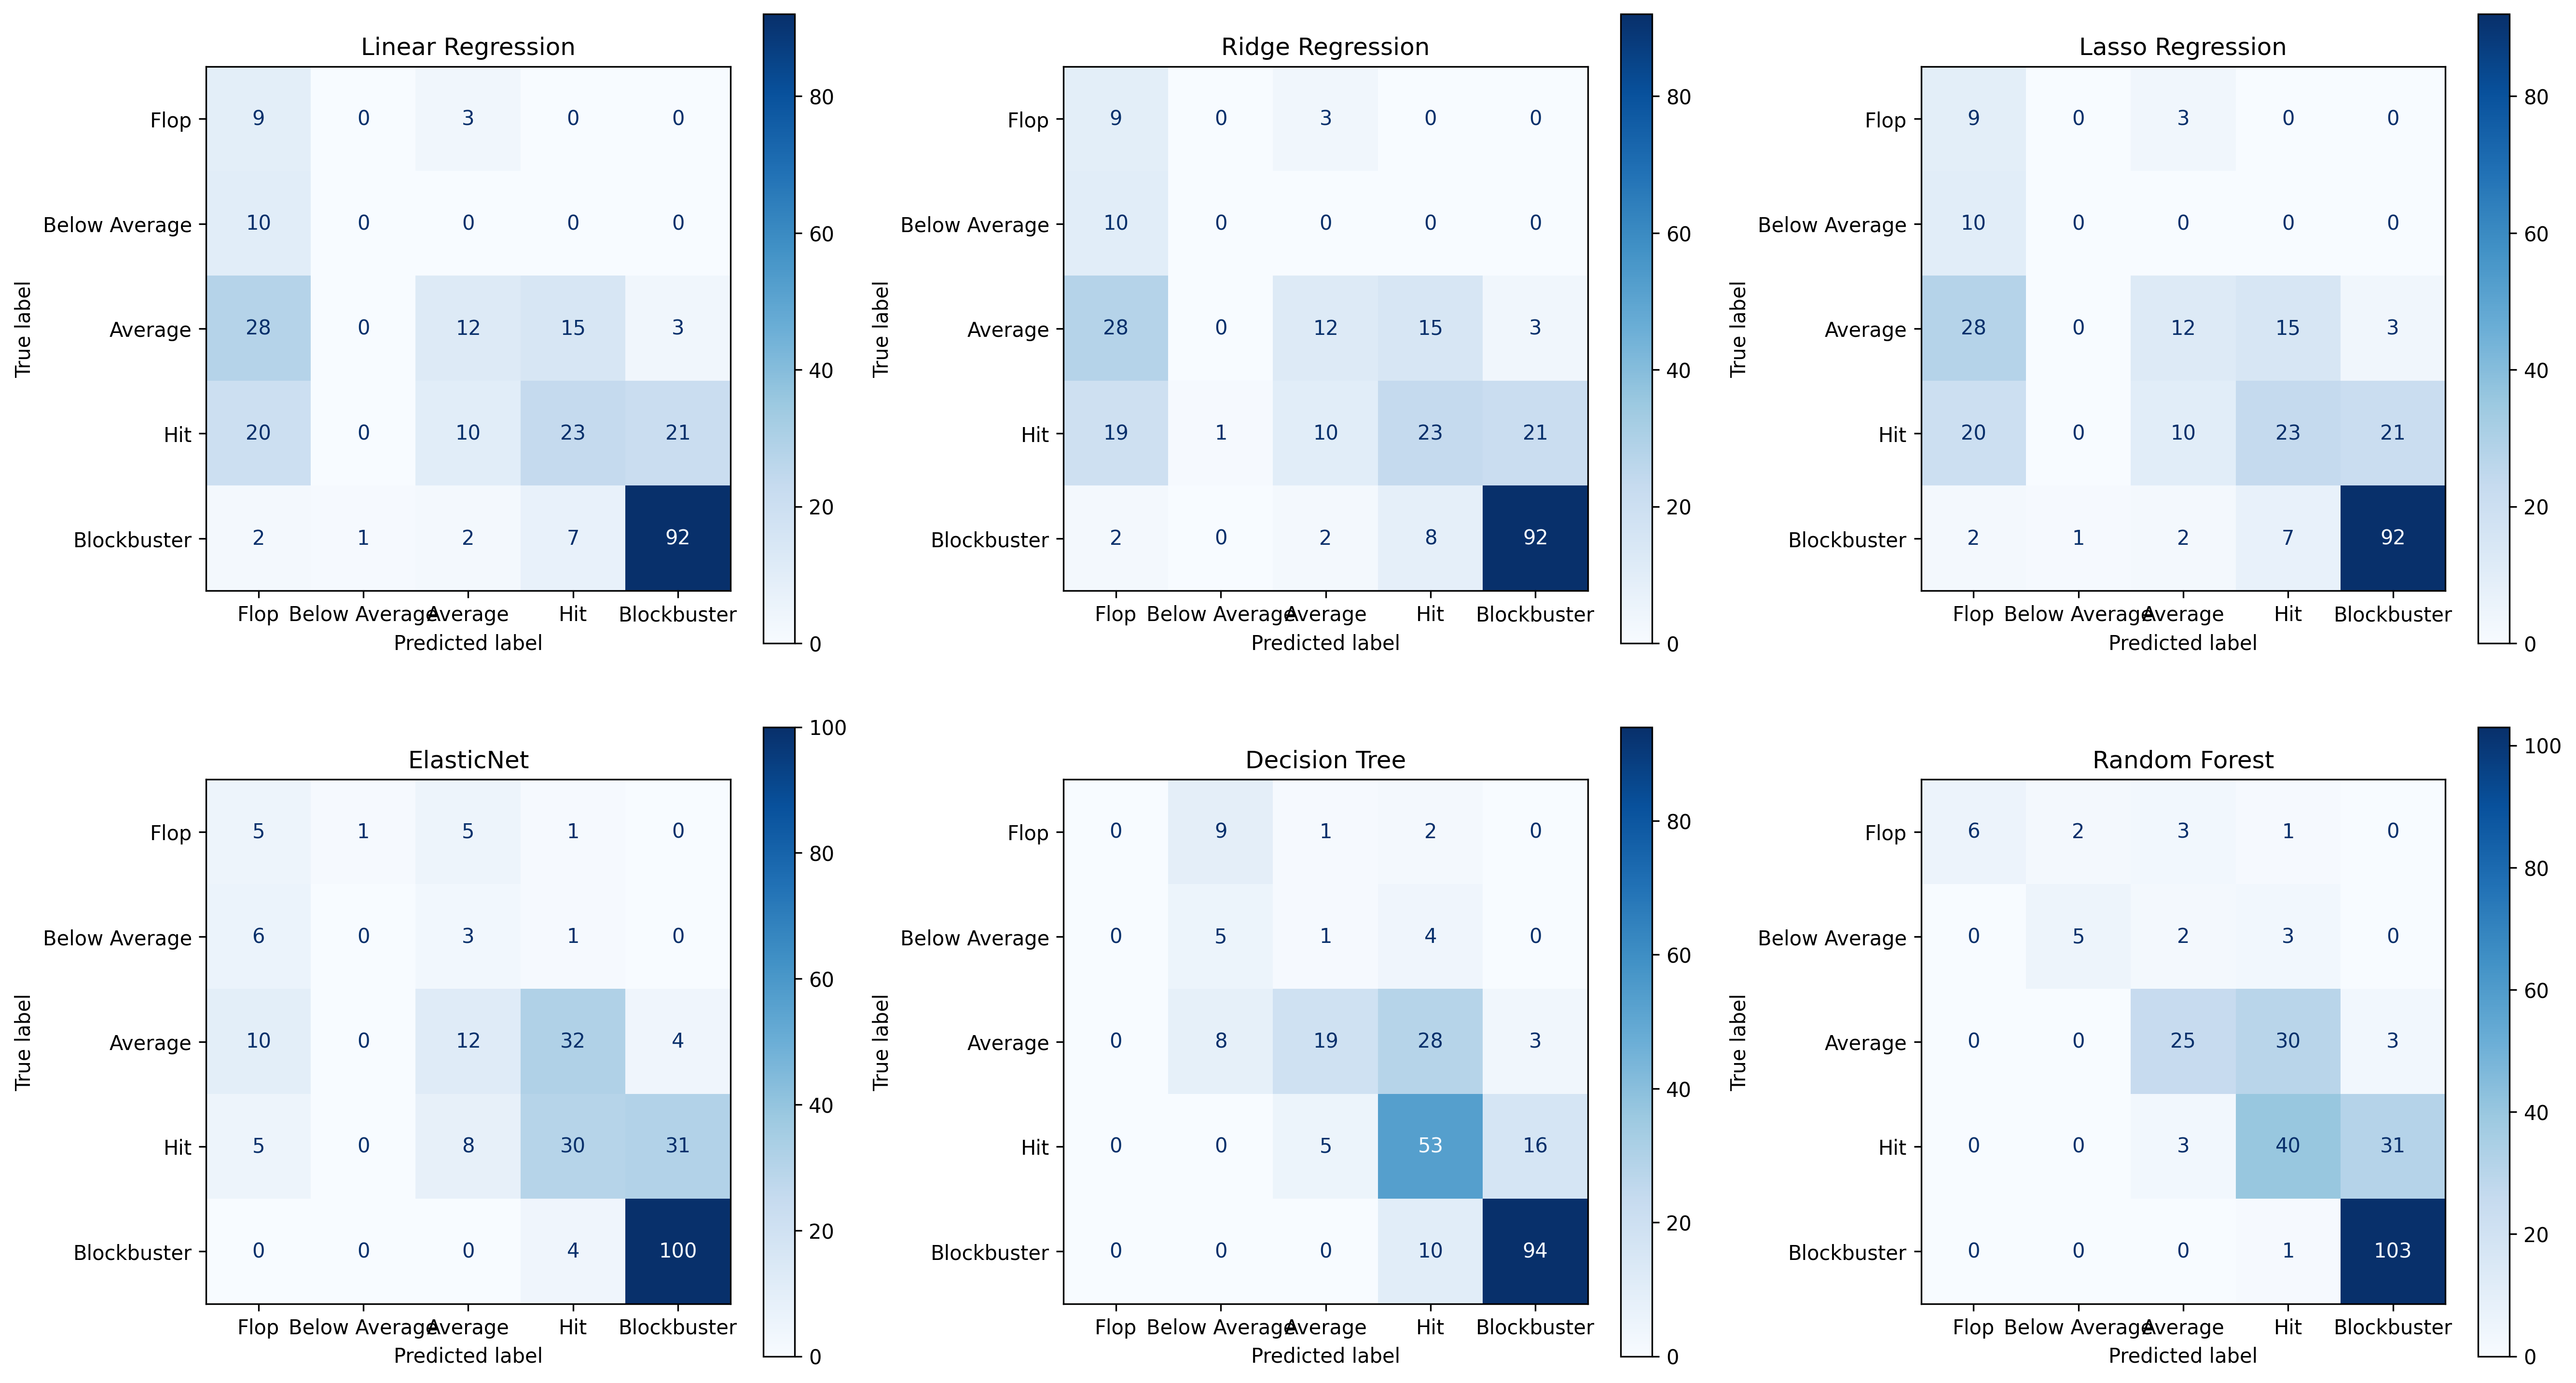 Linear Regression
True label
Flop 9 0 3 0 0
Below Average 10 0 0 0 0
Average 28 0 12 15 3
Hit 20 0 10 23 21
Blockbuster 2 1 2 7 92
Flop Below Average Average Hit Blockbuster
Predicted label
80
60
40
20
0
Ridge Regression
True label
Flop 9 0 3 0 0
Below Average 10 0 0 0 0
Average 28 0 12 15 3
Hit 19 1 10 23 21
Blockbuster 2 0 2 8 92
Flop Below Average Average Hit Blockbuster
Predicted label
80
60
40
20
0
Lasso Regression
True label
Flop 9 0 3 0 0
Below Average 10 0 0 0 0
Average 28 0 12 15 3
Hit 20 0 10 23 21
Blockbuster 2 1 2 7 92
Flop Below Average Average Hit Blockbuster
Predicted label
80
60
40
20
0
ElasticNet
True label
Flop 5 1 5 1 0
Below Average 6 0 3 1 0
Average 10 0 12 32 4
Hit 5 0 8 30 31
Blockbuster 0 0 0 4 100
Flop Below Average Average Hit Blockbuster
Predicted label
100
80
60
40
20
0
Decision Tree
True label
Flop 0 9 1 2 0
Below Average 0 5 1 4 0
Average 0 8 19 28 3
Hit 0 0 5 53 16
Blockbuster 0 0 0 10 94
Flop Below Average Average Hit Blockbuster
Predicted label
80
60
40
20
0
Random Forest
True label
Flop 6 2 3 1 0
Below Average 0 5 2 3 0
Average 0 0 25 30 3
Hit 0 0 3 40 31
Blockbuster 0 0 0 1 103
Flop Below Average Average Hit Blockbuster
Predicted label
100
80
60
40
20
0